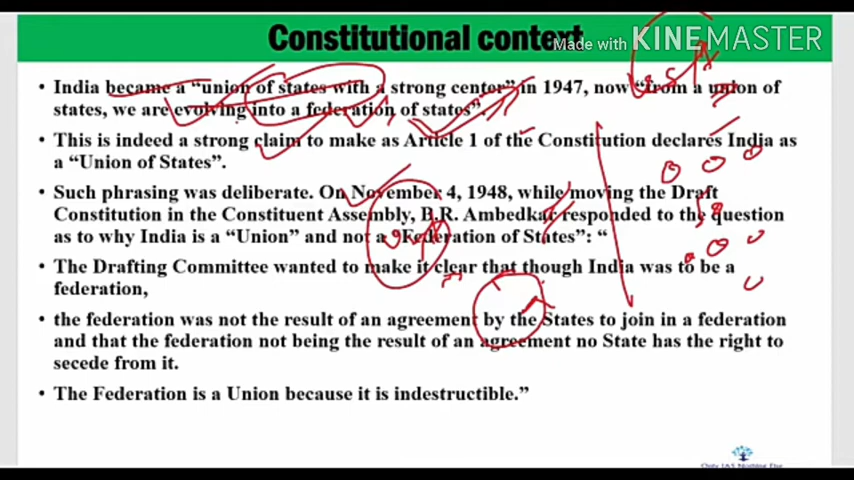 Constitutional context
Made with KINEMASTER
• India became a “union of states with a strong center” in 1947, now “from a union of
states, we are evolving into a federation of states”.
• This is indeed a strong claim to make as Article 1 of the Constitution declares India as
a “Union of States”.
• Such phrasing was deliberate. On November 4, 1948, while moving the Draft
Constitution in the Constituent Assembly, B.R. Ambedkar responded to the question
as to why India is a “Union” and not a “Federation of States”: “
• The Drafting Committee wanted to make it clear that though India was to be a
federation,
• the federation was not the result of an agreement by the States to join in a federation
and that the federation not being the result of an agreement no State has the right to
secede from it.
• The Federation is a Union because it is indestructible.”
Only IAS Nothing Else